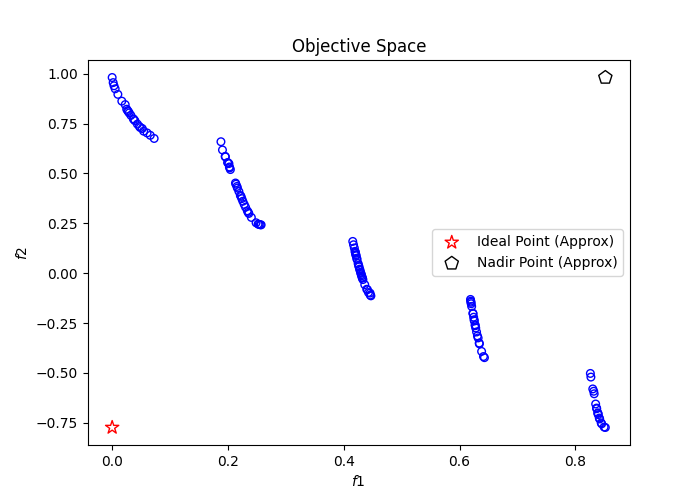 Objective Space
1.00
0.75
0.50
0.25
0.00
−0.25
−0.50
−0.75
f2
Ideal Point (Approx)
Nadir Point (Approx)
0.0 0.2 0.4 0.6 0.8
f1